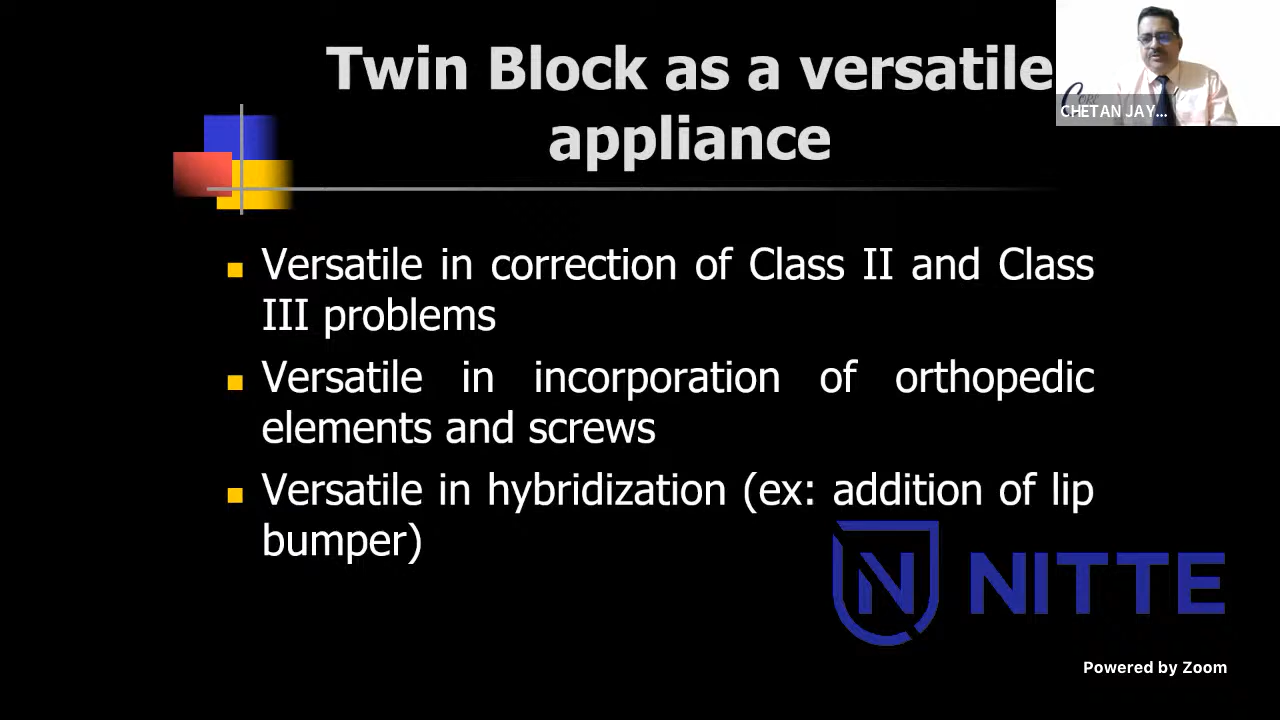 Twin Block as a versatile
appliance
CHETAN JAY...
Versatile in correction of Class II and Class
III problems
Versatile in incorporation of orthopedic
elements and screws
Versatile in hybridization (ex: addition of lip
bumper)
N NITTE
Powered by Zoom